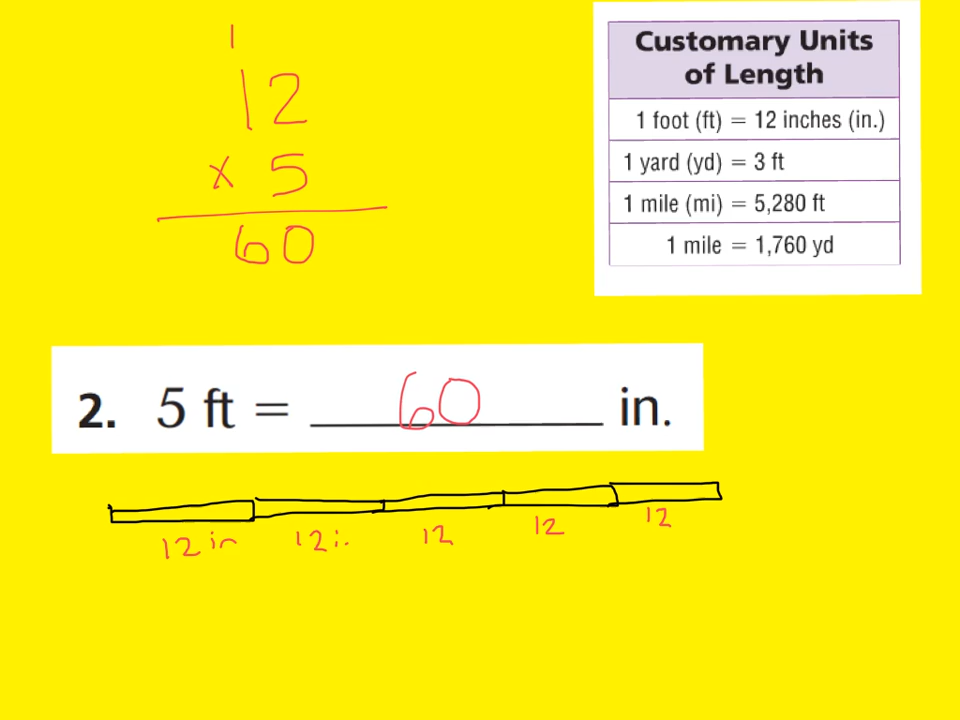 1
12
x 5
60
Customary Units
of Length
1 foot (ft) = 12 inches (in.)
1 yard (yd) = 3 ft
1 mile (mi) = 5,280 ft
1 mile = 1,760 yd
2. 5 ft = 60 in.
12 in 12 i. 12 12 12